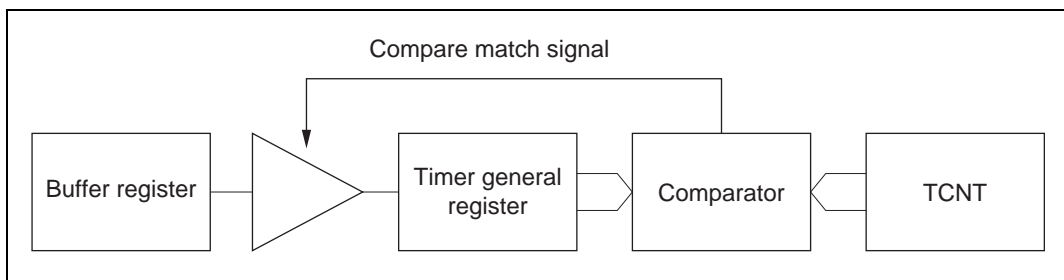 Compare match signal
Buffer register
Timer general
register
Comparator
TCNT